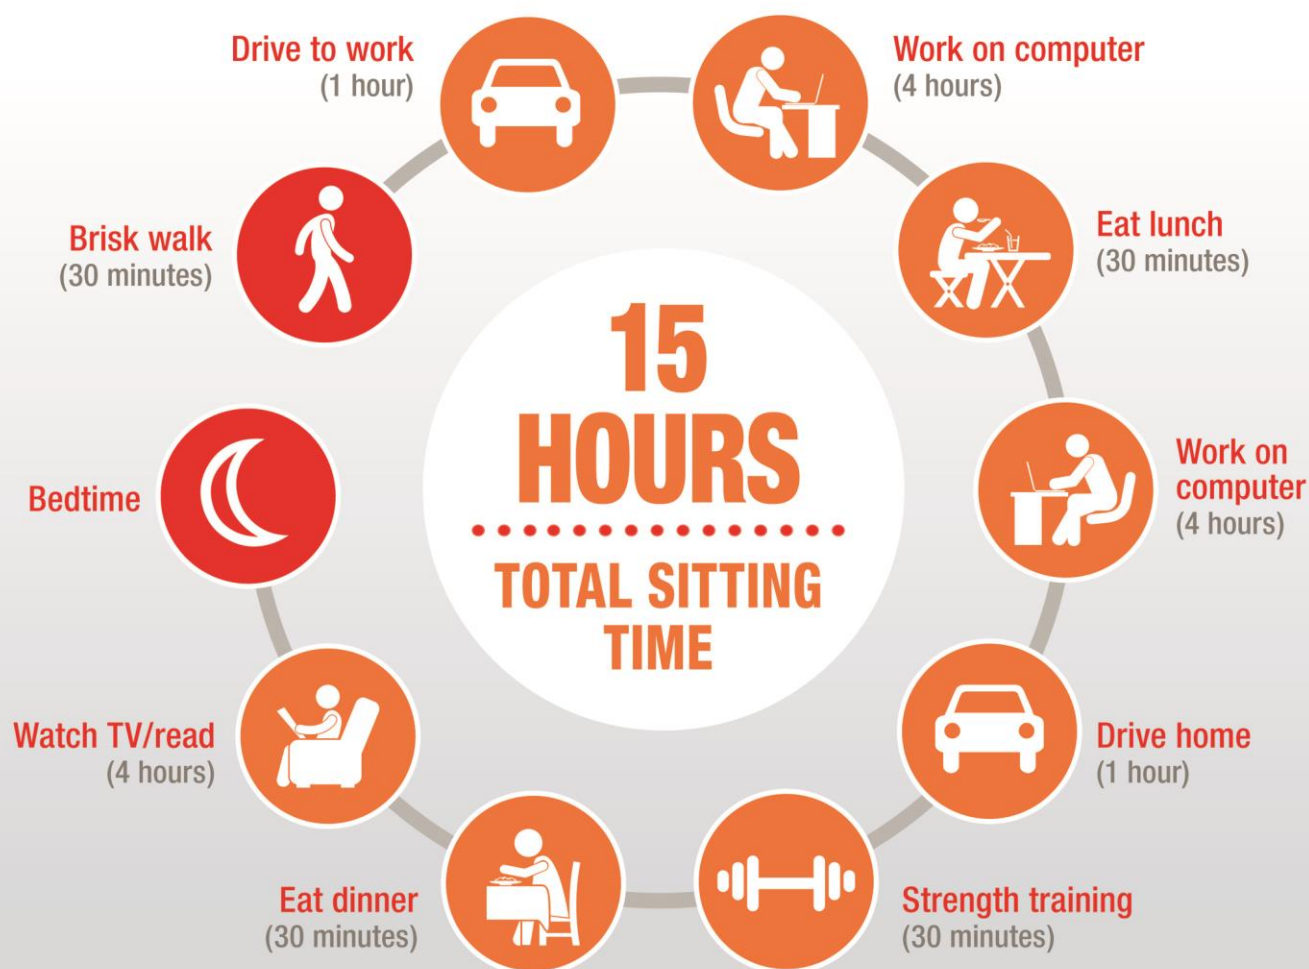 Drive to work
(1 hour)
Work on computer
(4 hours)
Brisk walk
(30 minutes)
Eat lunch
(30 minutes)
15
HOURS
TOTAL SITTING
TIME
Bedtime
Work on
computer
(4 hours)
Watch TV/read
(4 hours)
Drive home
(1 hour)
Eat dinner
(30 minutes)
Strength training
(30 minutes)